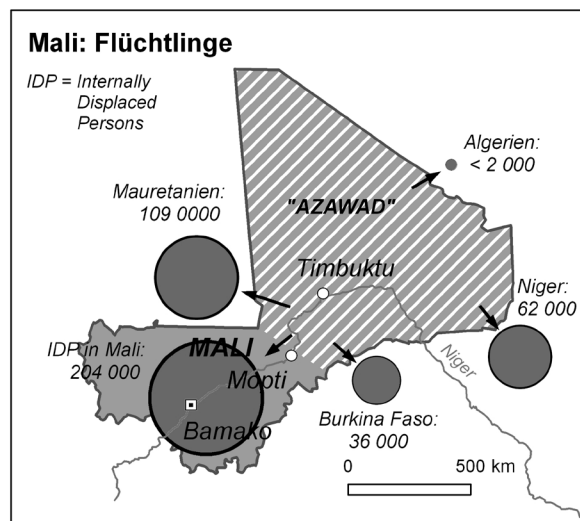 Mali: Flüchtlinge
IDP = Internally
Displaced
Persons
Algerien:
< 2 000
Mauretanien:
109 0000
"AZAWAD"
Timbuktu
Niger:
62 000
IDP in Mali:
204 000
MALI
Mopti
Niger
Bamako
Burkina Faso:
36 000
0 500 km